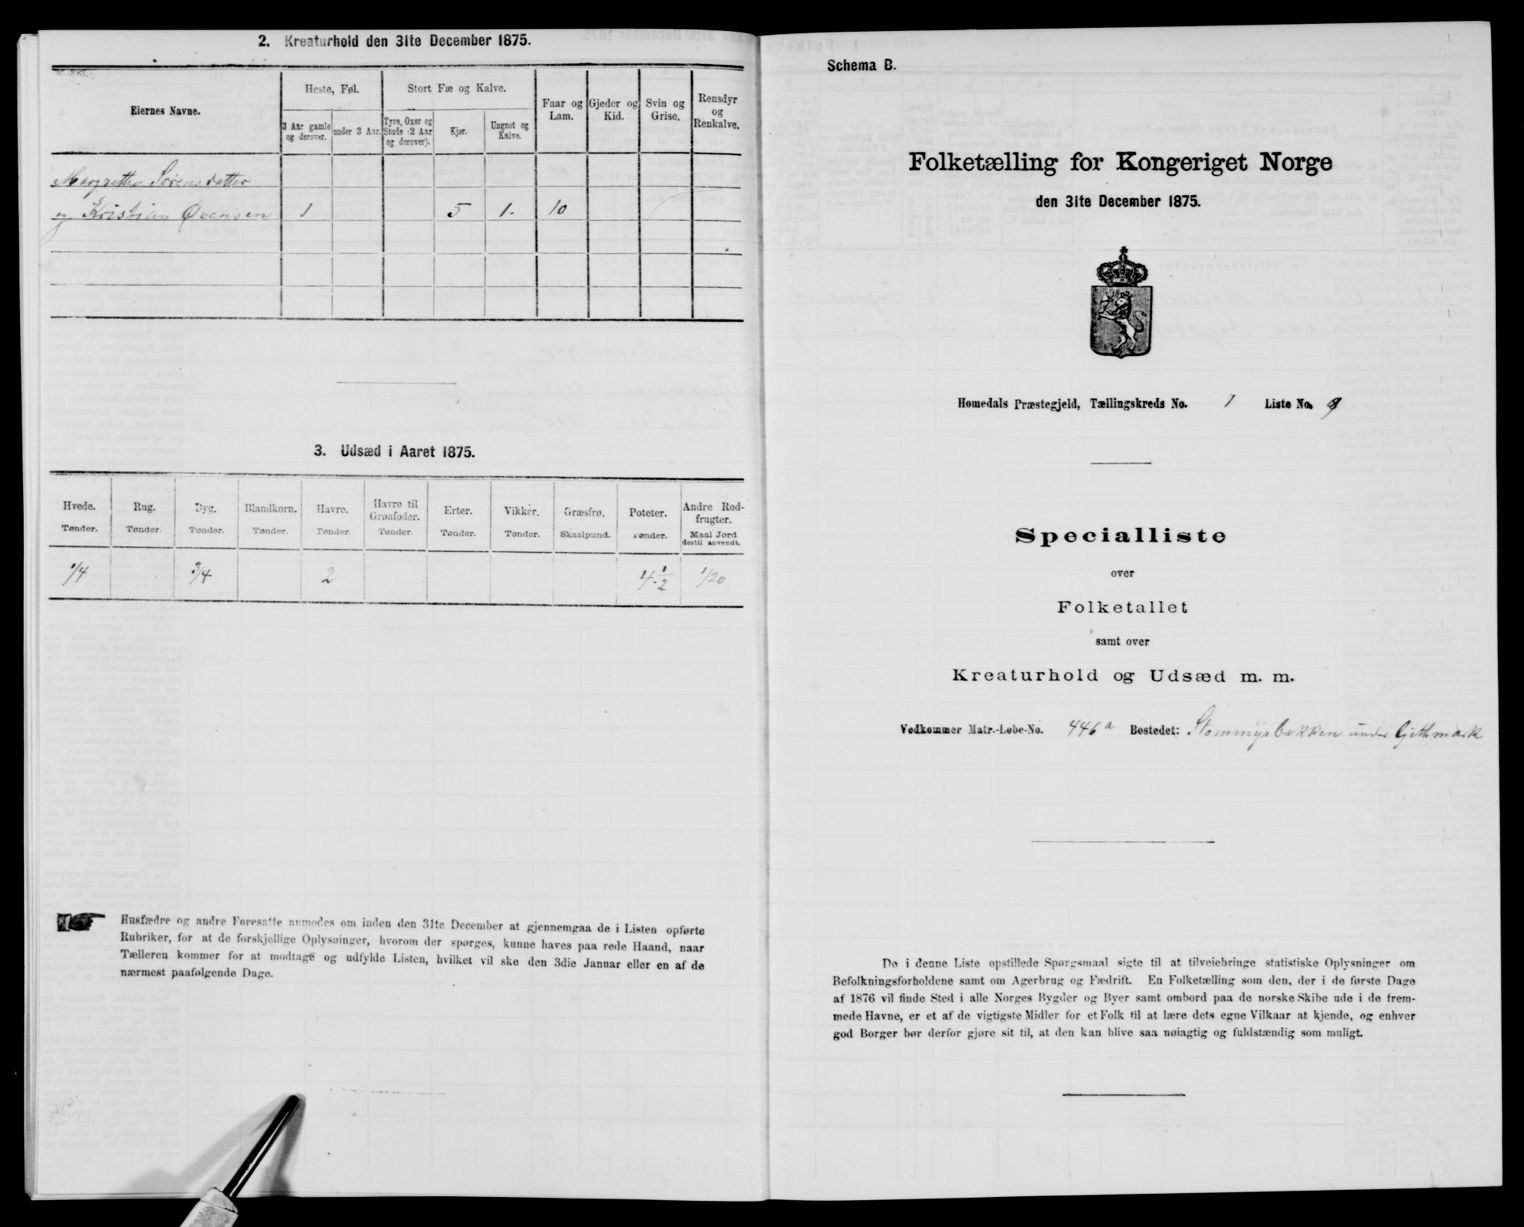 2. Kreaturhold den 31te December 1875.
Eiernes Navne.
Heste, Føl.
Stort Fæ og Kalve.
Faar og Lam.
Gjeder og Kid.
Svin og Grise.
Rensdyr og Renkalve.
3 Aar gamle og derover.
under 3 Aar.
Tyre, Oxer og Stude (2 Aar og derover).
Kjør.
Ungnøt og Kalve.
Margrethe Sørensdatter
og Kristian Øvensen 1 5 1. 10
3. Udsæd i Aaret 1875.
Hvede. Rug. Byg. Blandkorn. Havre. Havre til Grønfoder. Erter. Vikker. Græsfrø. Poteter. Andre Rodfrugter.
Tønder. Tønder. Tønder. Tønder. Tønder. Tønder. Tønder. Tønder. Skaalpund. Tønder. Maal Jord dertil anvendt.
1/4 3/4 2 4 1/2 1/20
Husfædre og andre Foresatte anmodes om inden den 31te December at gjennemgaa de i Listen opførte
Rubriker, for at de forskjellige Oplysninger, hvorom der spørges, kunne haves paa rede Haand, naar
Tælleren kommer for at modtage og udfylde Listen, hvilket vil ske den 3die Januar eller en af de
nærmest paafølgende Dage.
Schema B.
Folketælling for Kongeriget Norge
den 31te December 1875.
Homedals Præstegjeld, Tællingskreds No. 1 Liste No.
Specialliste
over
Folketallet
samt over
Kreaturhold og Udsæd m. m.
Vedkommer Matr.-Løbe-No. 446a Bostedet: under
De i denne Liste opstillede Spørgsmaal sigte til at tilveiebringe statistiske Oplysninger om
Befolkningsforholdene samt om Agerbrug og Fædrift. En Folketælling som den, der i de første Dage
af 1876 vil finde Sted i alle Norges Bygder og Byer samt ombord paa de norske Skibe ude i de frem-
mede Havne, er et af de vigtigste Midler for et Folk til at lære dets egne Vilkaar at kjende, og enhver
god Borger bør derfor gjøre sit til, at den kan blive saa nøiagtig og fuldstændig som muligt.